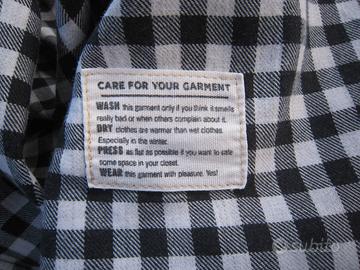 CARE FOR YOUR GARMENT
WASH this garment only if you think it smells
really bad or when others complain about it.
DRY clothes are warmer than wet clothes.
Especially in the winter.
PRESS as flat as possible if you want to safe
some space in your closet.
WEAR this garment with pleasure. Yes!
subito